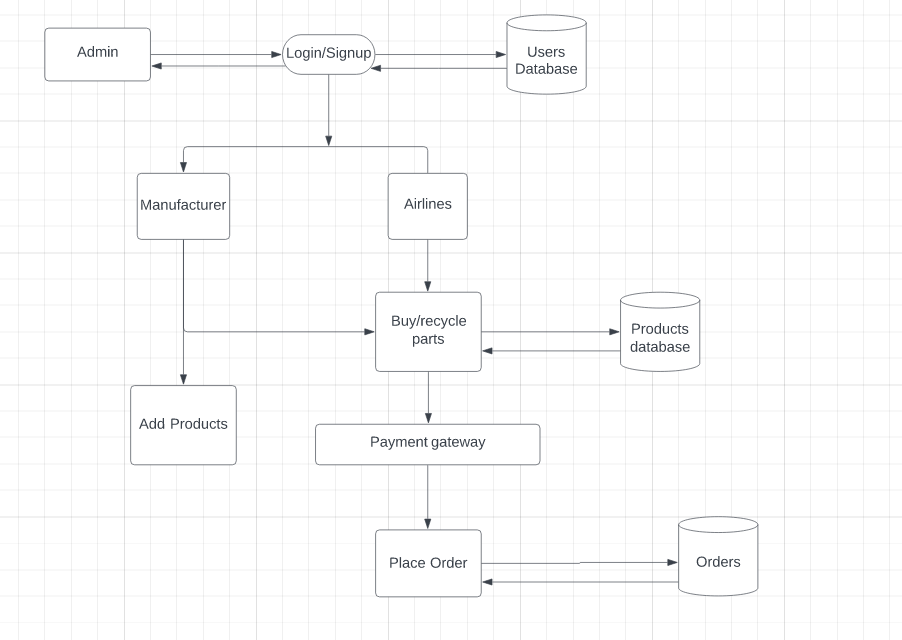 Admin
Login/Signup
Users
Database
Manufacturer
Airlines
Buy/recycle
parts
Products
database
Add Products
Payment gateway
Place Order
Orders